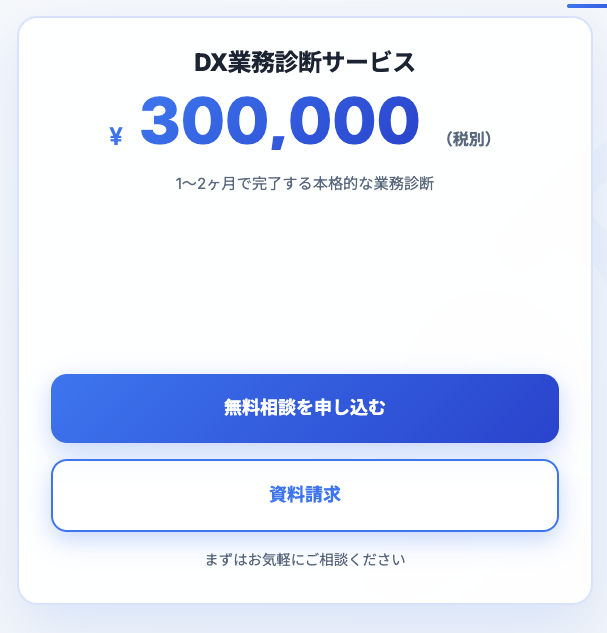 DX業務診断サービス
¥ 300,000 （税別）
1〜2ヶ月で完了する本格的な業務診断
無料相談を申し込む
資料請求
まずはお気軽にご相談ください